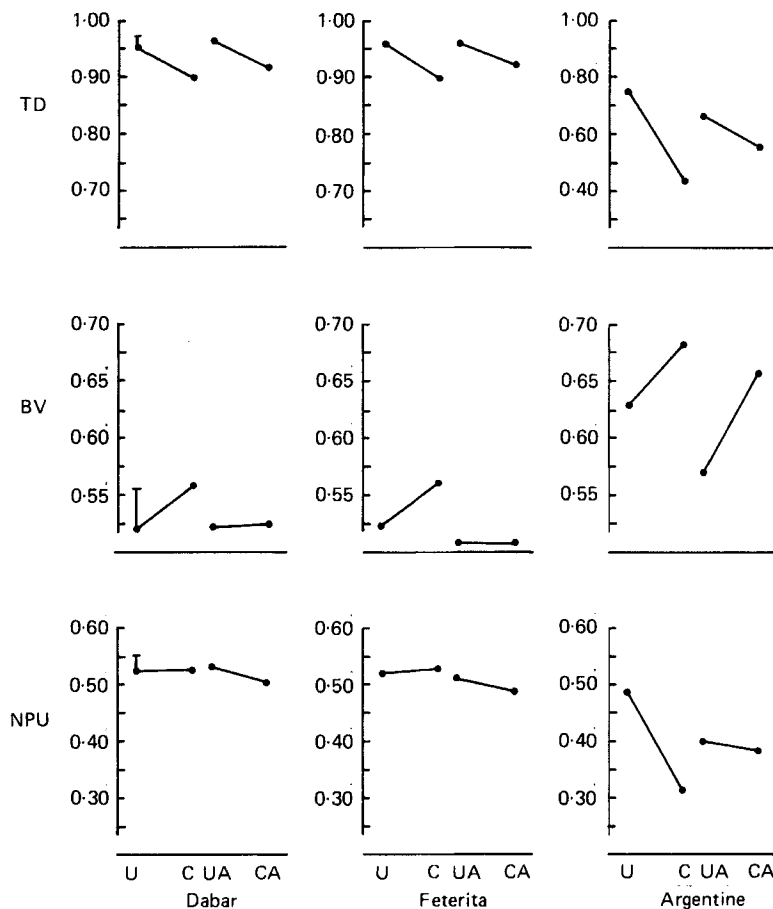 1·00 1·00 1·00
TD 0·90 0·90 0·80
0·80 0·80 0·60
0·70 0·70 0·40
0·70 0·70 0·70
BV 0·65 0·65 0·65
0·60 0·60 0·60
0·55 0·55 0·55
0·60 0·60 0·60
NPU 0·50 0·50 0·50
0·40 0·40 0·40
0·30 0·30 0·30
U C UA CA U C UA CA U C UA CA
Dabar Feterita Argentine